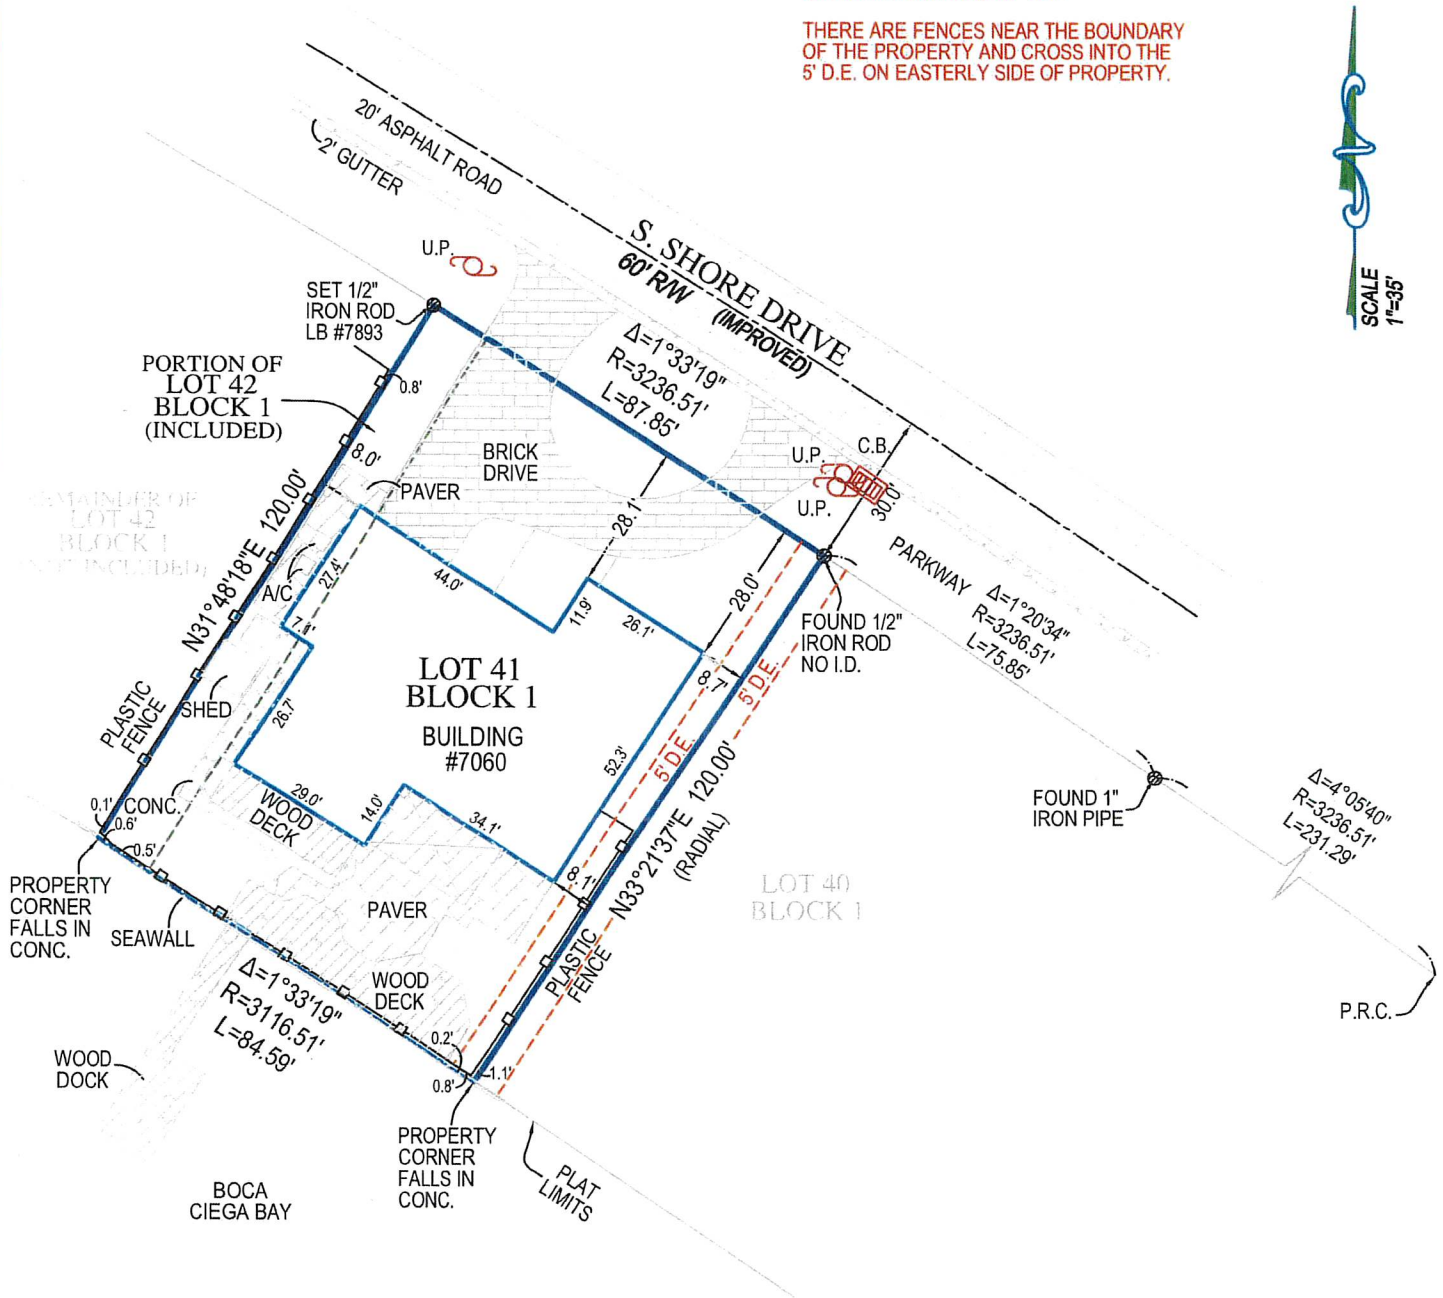 THERE ARE FENCES NEAR THE BOUNDARY
OF THE PROPERTY AND CROSS INTO THE
5' D.E. ON EASTERLY SIDE OF PROPERTY.
SCALE
1"=35'
20' ASPHALT ROAD
2' GUTTER
S. SHORE DRIVE
60' R/W
(IMPROVED)
U.P.
SET 1/2"
IRON ROD
LB #7893
Δ=1°33'19"
R=3236.51'
L=87.85'
PORTION OF
LOT 42
BLOCK 1
(INCLUDED)
0.8'
8.0'
BRICK
DRIVE
PAVER
28.1
U.P.
C.B.
U.P.
30.0'
LOT 42
BLOCK 1
N31°48'18"E 120.00'
A/C
27.4'
44.0'
11.9'
26.1'
28.0'
PARKWAY
Δ=1°20'34"
R=3236.51'
L=75.85'
FOUND 1/2"
IRON ROD
NO I.D.
LOT 41
BLOCK 1
BUILDING
#7060
8.7'
5' D.E.
5' D.E.
SHED
26.7'
PLASTIC
FENCE
52.3'
N33°21'37"E 120.00'
(RADIAL)
FOUND 1"
IRON PIPE
Δ=4°05'40"
R=3236.51'
L=231.29'
0.1'
CONC.
0.6'
0.5'
29.0'
WOOD
DECK
14.0'
34.1'
8.1'
LOT 40
BLOCK 1
PROPERTY
CORNER
FALLS IN
CONC.
SEAWALL
PAVER
PLASTIC
FENCE
WOOD
DECK
Δ=1°33'19"
R=3116.51'
L=84.59'
P.R.C.
WOOD
DOCK
0.2'
0.8'
1.1'
PROPERTY
CORNER
FALLS IN
CONC.
PLAT
LIMITS
BOCA
CIEGA BAY